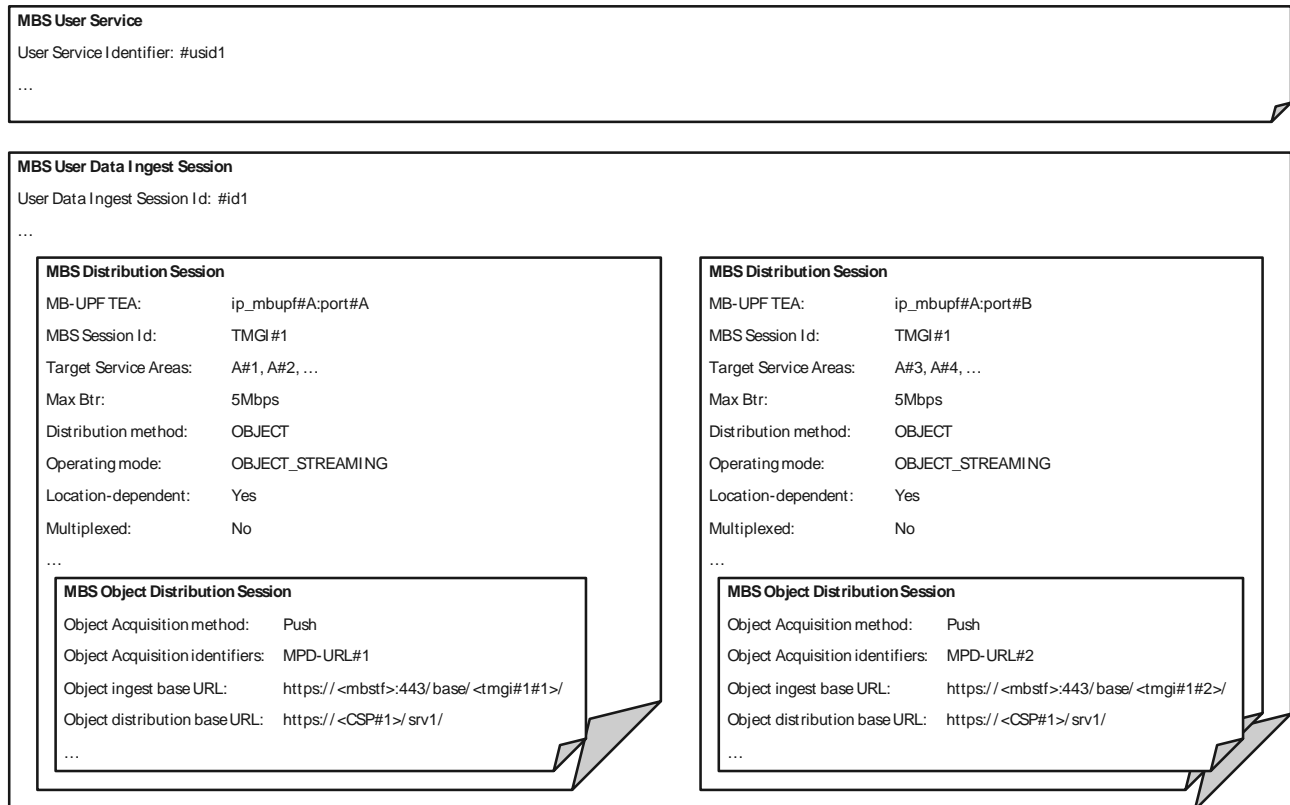 MBS User Service
User Service Identifier: #usid1
…
MBS User Data Ingest Session
User Data Ingest Session Id: #id1
…
MBS Distribution Session
MB-UPF TEA: ip_mbupf#A:port#A
MBS Session Id: TMGI#1
Target Service Areas: A#1, A#2, …
Max Btr: 5Mbps
Distribution method: OBJECT
Operating mode: OBJECT_STREAMING
Location-dependent: Yes
Multiplexed: No
…
MBS Object Distribution Session
Object Acquisition method: Push
Object Acquisition identifiers: MPD-URL#1
Object ingest base URL: https://<mbstf>:443/base/<tmgi#1#1>/
Object distribution base URL: https://<CSP#1>/srv1/
…
MBS Distribution Session
MB-UPF TEA: ip_mbupf#A:port#B
MBS Session Id: TMGI#1
Target Service Areas: A#3, A#4, …
Max Btr: 5Mbps
Distribution method: OBJECT
Operating mode: OBJECT_STREAMING
Location-dependent: Yes
Multiplexed: No
…
MBS Object Distribution Session
Object Acquisition method: Push
Object Acquisition identifiers: MPD-URL#2
Object ingest base URL: https://<mbstf>:443/base/<tmgi#1#2>/
Object distribution base URL: https://<CSP#1>/srv1/
…